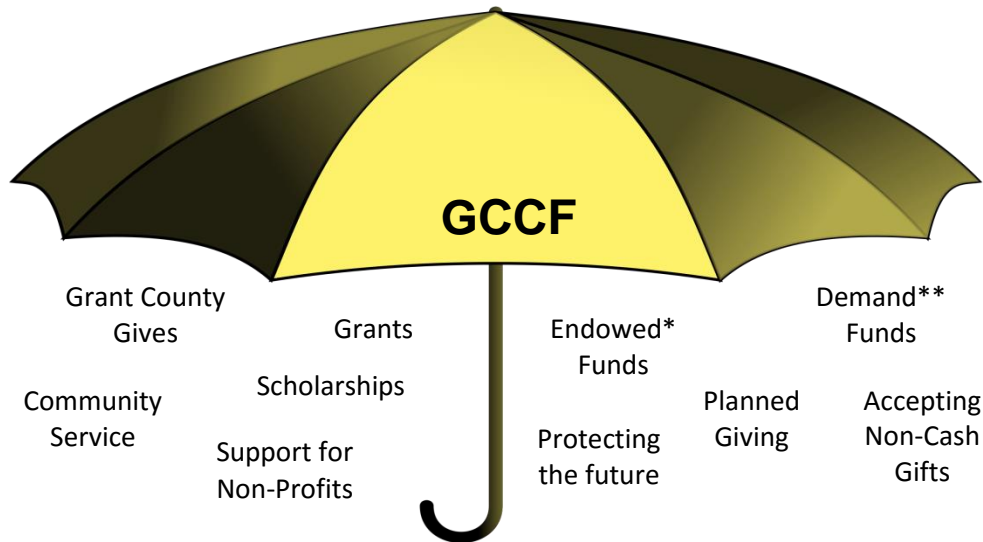 GCCF
Grant County
Gives
Grants
Endowed*
Funds
Demand**
Funds
Community
Service
Scholarships
Support for
Non-Profits
Protecting
the future
Planned
Giving
Accepting
Non-Cash
Gifts